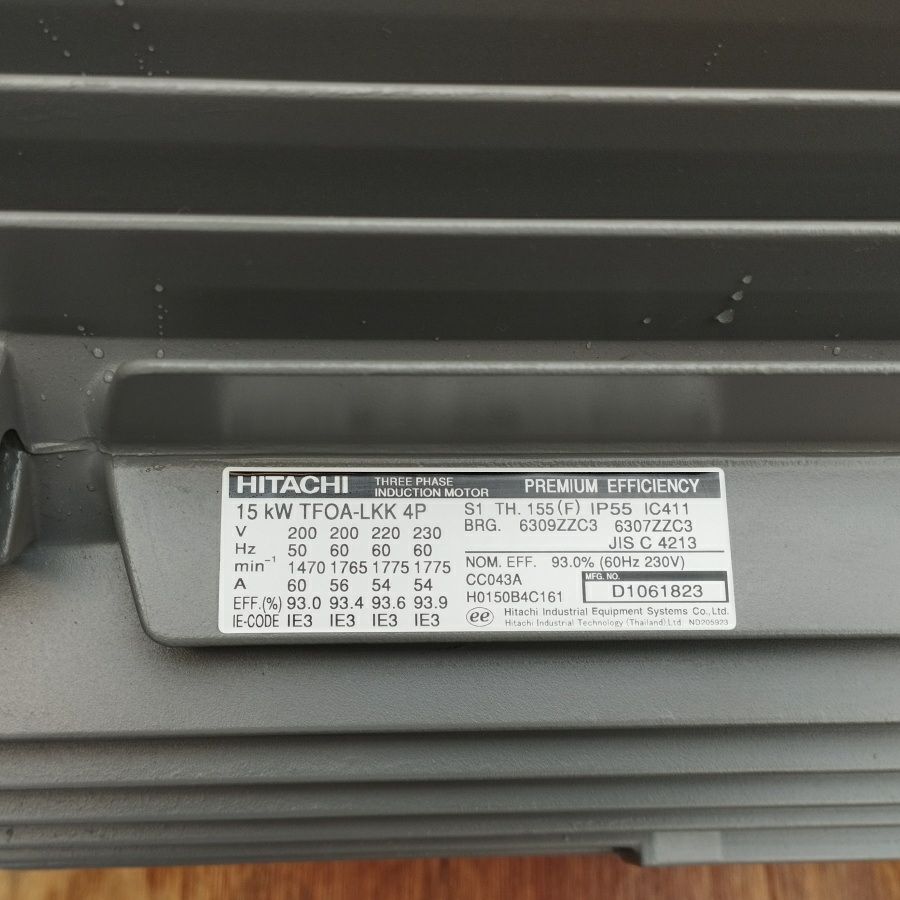 HITACHI THREE PHASE INDUCTION MOTOR PREMIUM EFFICIENCY
15 kW TFOA-LKK 4P
V 200 200 220 230
Hz 50 60 60 60
min⁻¹ 1470 1765 1775 1775
A 60 56 54 54
EFF.(%) 93.0 93.4 93.6 93.9
IE-CODE IE3 IE3 IE3 IE3
S1 TH. 155(F) IP55 IC411
BRG. 6309ZZC3 6307ZZC3
JIS C 4213
NOM. EFF. 93.0% (60Hz 230V)
CC043A
H0150B4C161
MFG. NO. D1061823
ee Hitachi Industrial Equipment Systems Co., Ltd.
Hitachi Industrial Technology (Thailand) Ltd. ND205923